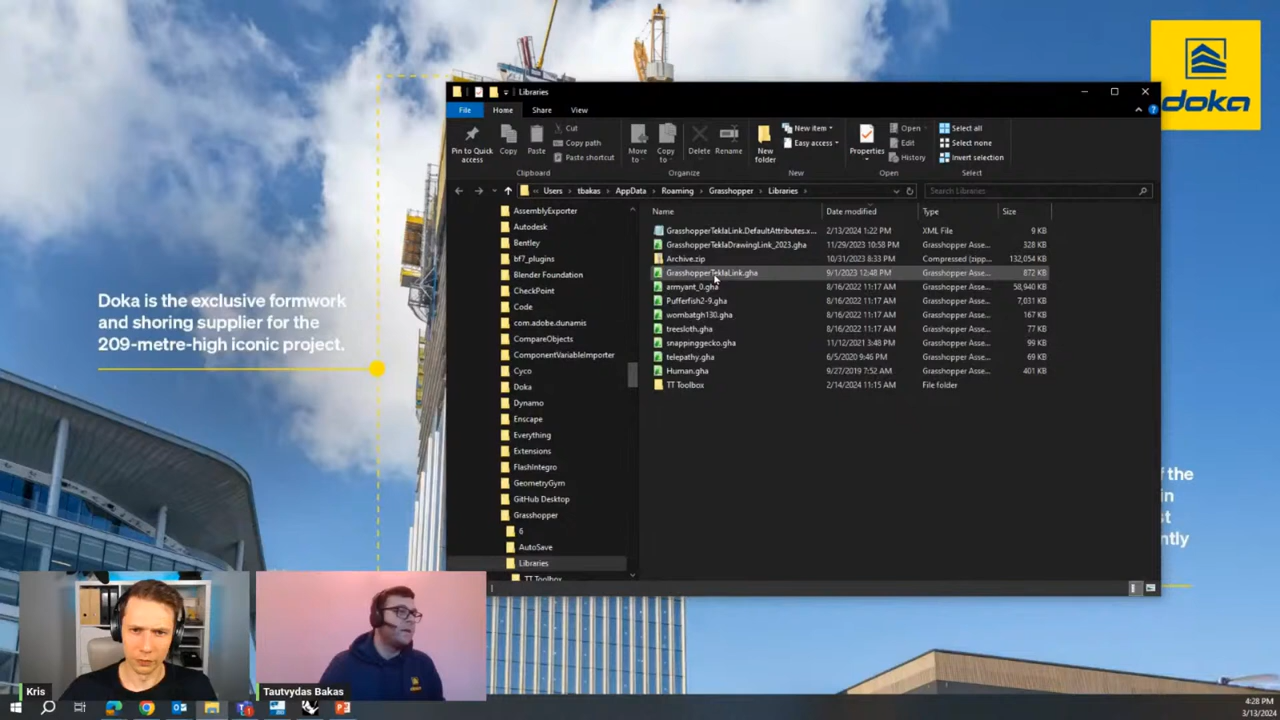 doka
Doka is the exclusive formwork
and shoring supplier for the
209-metre-high iconic project.
f the
in
t
ntly
Libraries
File Home Share View
Pin to Quick access
Copy
Paste
Cut
Copy path
Paste shortcut
Clipboard
Move to
Copy to
Delete
Rename
Organize
New folder
New item
Easy access
New
Properties
Open
Edit
History
Open
Select all
Select none
Invert selection
Select
« Users > tbakas > AppData > Roaming > Grasshopper > Libraries >
Search Libraries
AssemblyExporter
Autodesk
Bentley
bf7_plugins
Blender Foundation
CheckPoint
Code
com.adobe.dunamis
CompareObjects
ComponentVariableImporter
Cyco
Doka
Dynamo
Enscape
Everything
Extensions
FlashIntegro
GeometryGym
GitHub Desktop
Grasshopper
6
AutoSave
Libraries
TT Toolbox
Name Date modified Type Size
GrasshopperTeklaLink.DefaultAttributes.x... 2/13/2024 1:22 PM XML File 9 KB
GrasshopperTeklaDrawingLink_2023.gha 11/29/2023 10:58 PM Grasshopper Asse... 328 KB
Archive.zip 10/31/2023 8:33 PM Compressed (zipp... 132,054 KB
GrasshopperTeklaLink.gha 9/1/2023 12:48 PM Grasshopper Asse... 872 KB
armyant_0.gha 8/16/2022 11:17 AM Grasshopper Asse... 58,940 KB
Pufferfish2-9.gha 8/16/2022 11:17 AM Grasshopper Asse... 7,031 KB
wombatgh130.gha 8/16/2022 11:17 AM Grasshopper Asse... 167 KB
treesloth.gha 8/16/2022 11:17 AM Grasshopper Asse... 77 KB
snappinggecko.gha 11/12/2021 3:48 PM Grasshopper Asse... 99 KB
telepathy.gha 6/5/2020 9:46 PM Grasshopper Asse... 69 KB
Human.gha 9/27/2019 7:52 AM Grasshopper Asse... 401 KB
TT Toolbox 2/14/2024 11:15 AM File folder
Kris
Tautvydas Bakas
4:28 PM
3/13/2024